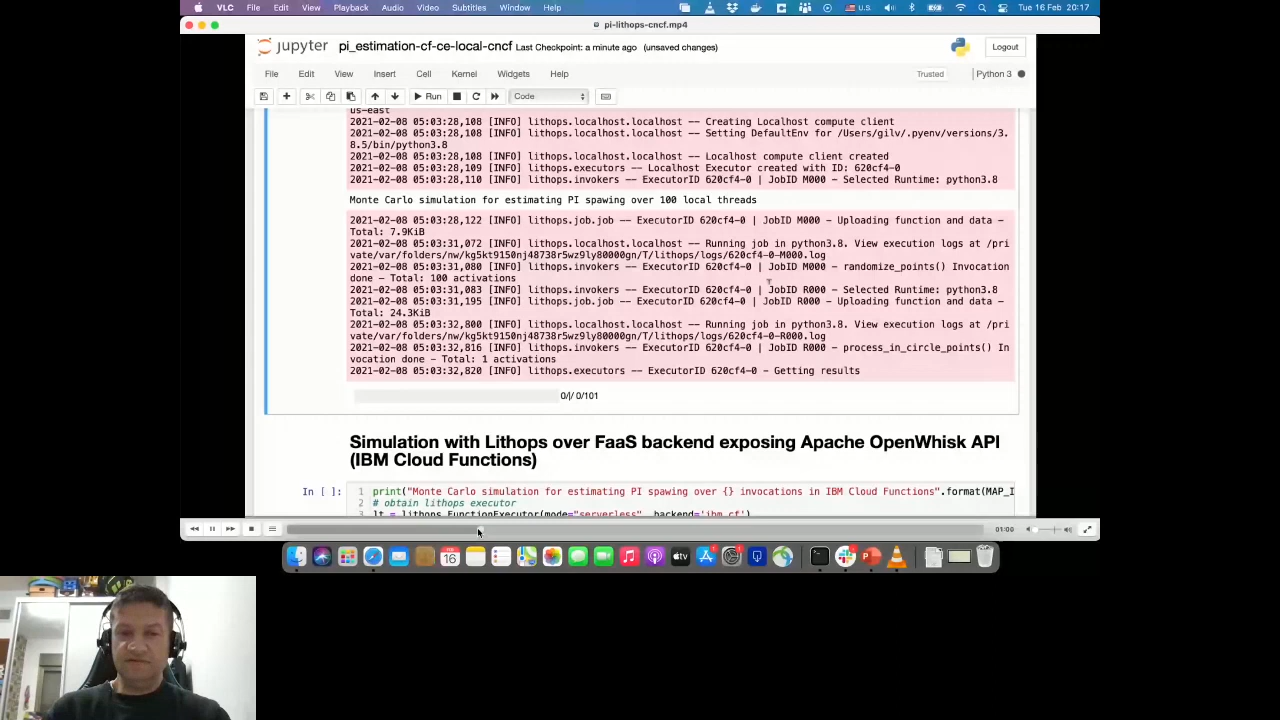 VLC File Edit View Playback Audio Video Subtitles Window Help U.S. Tue 16 Feb 20:17
pi-lithops-cncf.mp4
jupyter pi_estimation-cf-ce-local-cncf Last Checkpoint: a minute ago (unsaved changes) Logout
File Edit View Insert Cell Kernel Widgets Help Trusted Python 3
Run Code
us-east
2021-02-08 05:03:28,108 [INFO] lithops.localhost.localhost -- Creating Localhost compute client
2021-02-08 05:03:28,108 [INFO] lithops.localhost.localhost -- Setting DefaultEnv for /Users/gilv/.pyenv/versions/3.
8.5/bin/python3.8
2021-02-08 05:03:28,108 [INFO] lithops.localhost.localhost -- Localhost compute client created
2021-02-08 05:03:28,109 [INFO] lithops.executors -- Localhost Executor created with ID: 620cf4-0
2021-02-08 05:03:28,110 [INFO] lithops.invokers -- ExecutorID 620cf4-0 | JobID M000 - Selected Runtime: python3.8
Monte Carlo simulation for estimating PI spawing over 100 local threads
2021-02-08 05:03:28,122 [INFO] lithops.job.job -- ExecutorID 620cf4-0 | JobID M000 - Uploading function and data -
Total: 7.9KiB
2021-02-08 05:03:31,072 [INFO] lithops.localhost.localhost -- Running job in python3.8. View execution logs at /pri
vate/var/folders/nw/kg5kt9150nj48738r5wz9ly80000gn/T/lithops/logs/620cf4-0-M000.log
2021-02-08 05:03:31,080 [INFO] lithops.invokers -- ExecutorID 620cf4-0 | JobID M000 - randomize_points() Invocation
done - Total: 100 activations
2021-02-08 05:03:31,083 [INFO] lithops.invokers -- ExecutorID 620cf4-0 | JobID R000 - Selected Runtime: python3.8
2021-02-08 05:03:31,195 [INFO] lithops.job.job -- ExecutorID 620cf4-0 | JobID R000 - Uploading function and data -
Total: 24.3KiB
2021-02-08 05:03:32,800 [INFO] lithops.localhost.localhost -- Running job in python3.8. View execution logs at /pri
vate/var/folders/nw/kg5kt9150nj48738r5wz9ly80000gn/T/lithops/logs/620cf4-0-R000.log
2021-02-08 05:03:32,816 [INFO] lithops.invokers -- ExecutorID 620cf4-0 | JobID R000 - process_in_circle_points() In
vocation done - Total: 1 activations
2021-02-08 05:03:32,820 [INFO] lithops.executors -- ExecutorID 620cf4-0 - Getting results
0/|/ 0/101
Simulation with Lithops over FaaS backend exposing Apache OpenWhisk API
(IBM Cloud Functions)
In [ ]: 1 print("Monte Carlo simulation for estimating PI spawing over {} invocations in IBM Cloud Functions".format(MAP_I
2 # obtain lithops executor
3 lt = lithops.FunctionExecutor(mode="serverless", backend='ibm_cf')
01:00
FEB
16
tv